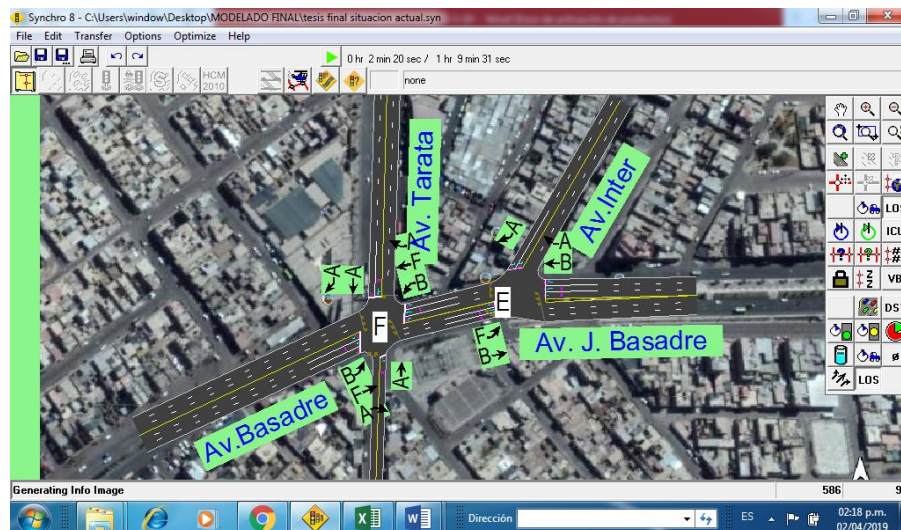 Synchro 8 - C:\Users\window\Desktop\MODELADO FINAL\tesis final situacion actual.syn
File Edit Transfer Options Optimize Help
0 hr 2 min 20 sec / 1 hr 9 min 31 sec
HCM
2010
none
Av. Tarata
Av.Inter
A
A
A
A
F
B
A
B
F
E
F
B
Av. J. Basadre
B
F
A
A
Av.Basadre
LOS
ICU
VB
DS
LOS
Generating Info Image
586
9
Dirección
ES
02:18 p.m.
02/04/2019